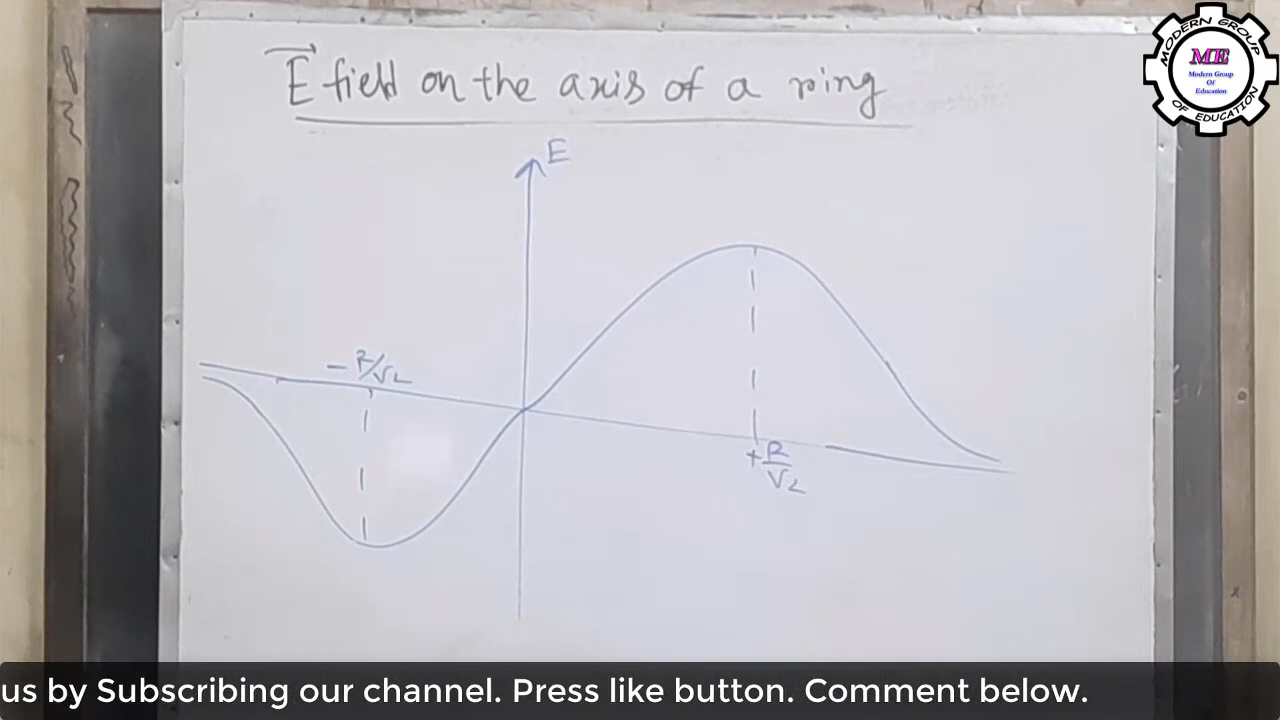 E field on the axis of a ring
E
-R/√2
+R/√2
MODERN GROUP
ME
Modern Group
Of
Education
OF EDUCATION
us by Subscribing our channel. Press like button. Comment below.